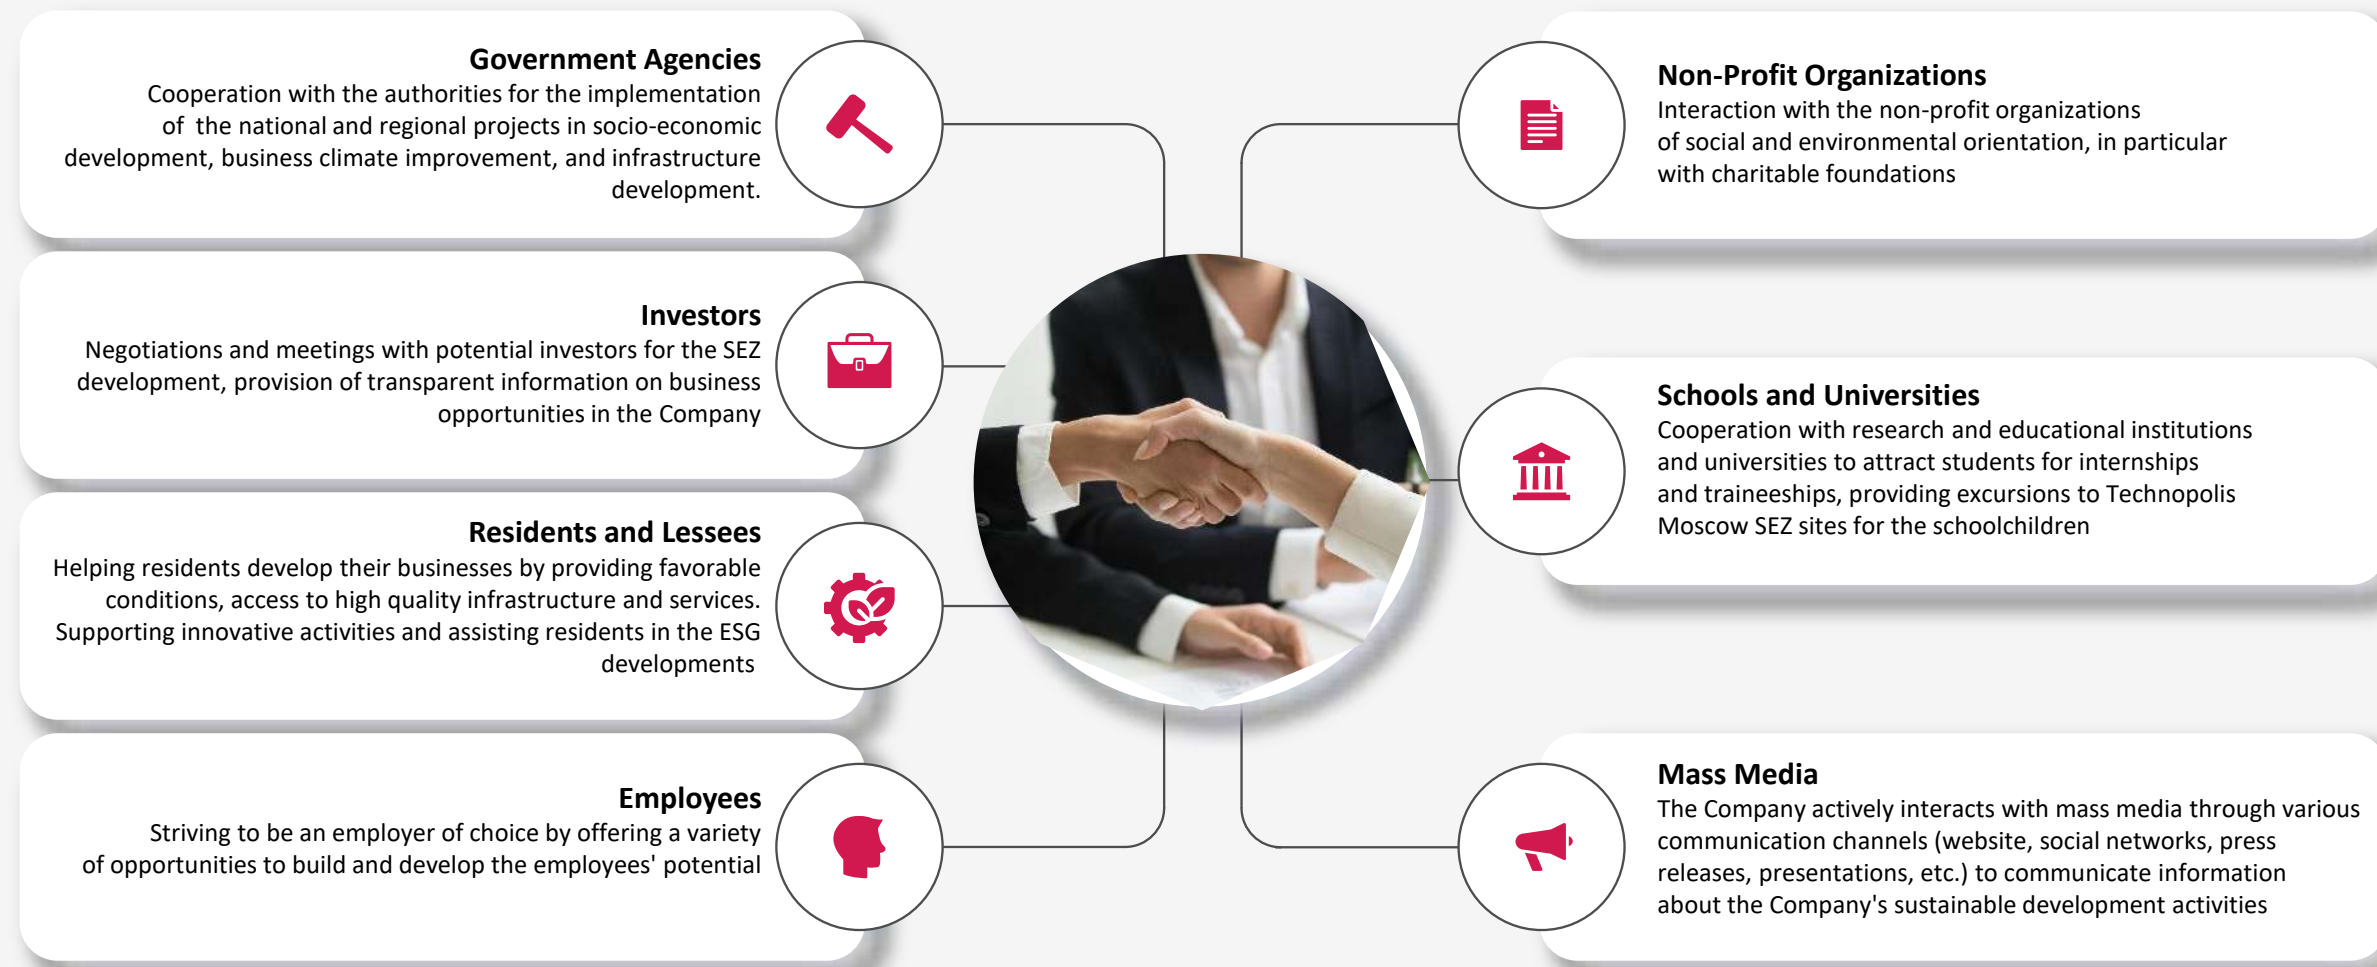 Government Agencies
Cooperation with the authorities for the implementation
of the national and regional projects in socio-economic
development, business climate improvement, and infrastructure
development.
Investors
Negotiations and meetings with potential investors for the SEZ
development, provision of transparent information on business
opportunities in the Company
Residents and Lessees
Helping residents develop their businesses by providing favorable
conditions, access to high quality infrastructure and services.
Supporting innovative activities and assisting residents in the ESG
developments
Employees
Striving to be an employer of choice by offering a variety
of opportunities to build and develop the employees' potential
Non-Profit Organizations
Interaction with the non-profit organizations
of social and environmental orientation, in particular
with charitable foundations
Schools and Universities
Cooperation with research and educational institutions
and universities to attract students for internships
and traineeships, providing excursions to Technopolis
Moscow SEZ sites for the schoolchildren
Mass Media
The Company actively interacts with mass media through various
communication channels (website, social networks, press
releases, presentations, etc.) to communicate information
about the Company's sustainable development activities